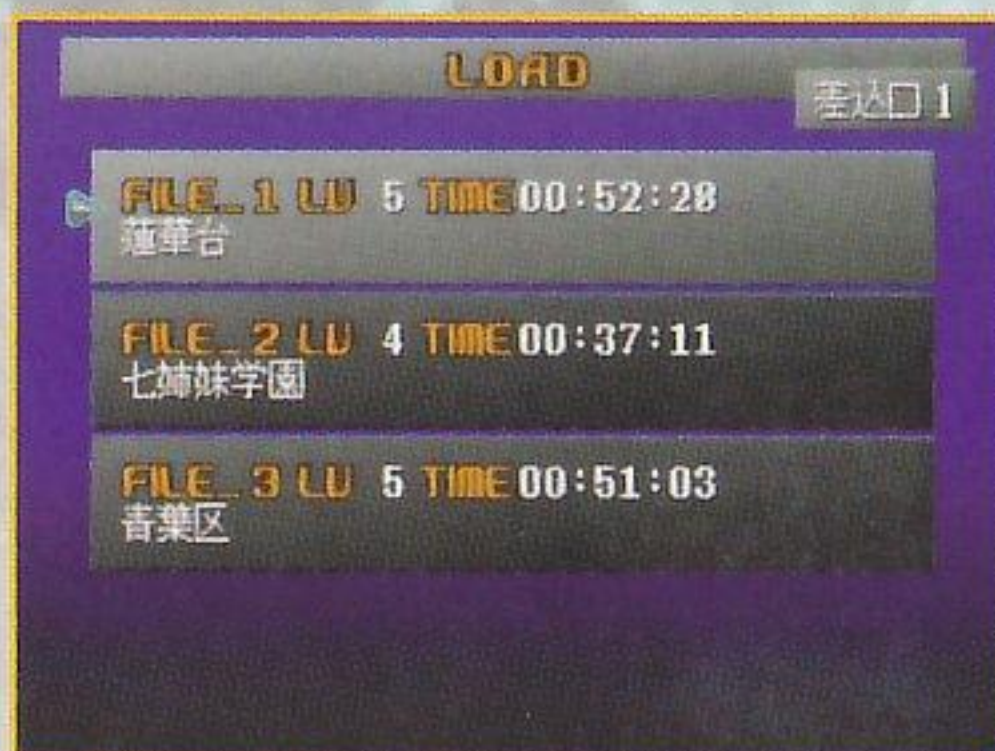 LOAD
差込口 1
FILE_1 LV 5 TIME 00:52:28
蓮華台
FILE_2 LV 4 TIME 00:37:11
七姉妹学園
FILE_3 LV 5 TIME 00:51:03
青葉区